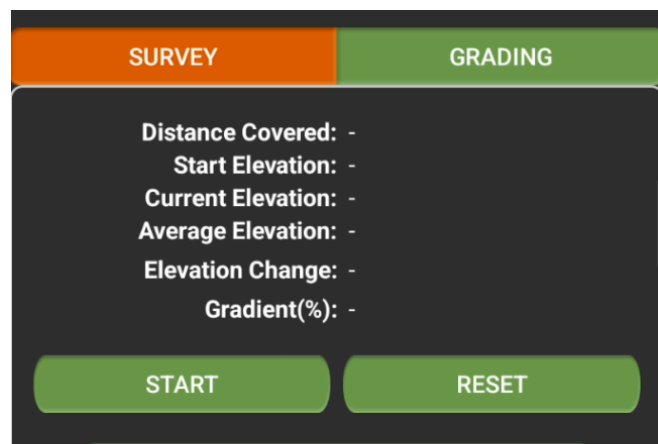 SURVEY GRADING
Distance Covered: -
Start Elevation: -
Current Elevation: -
Average Elevation: -
Elevation Change: -
Gradient(%): -
START RESET